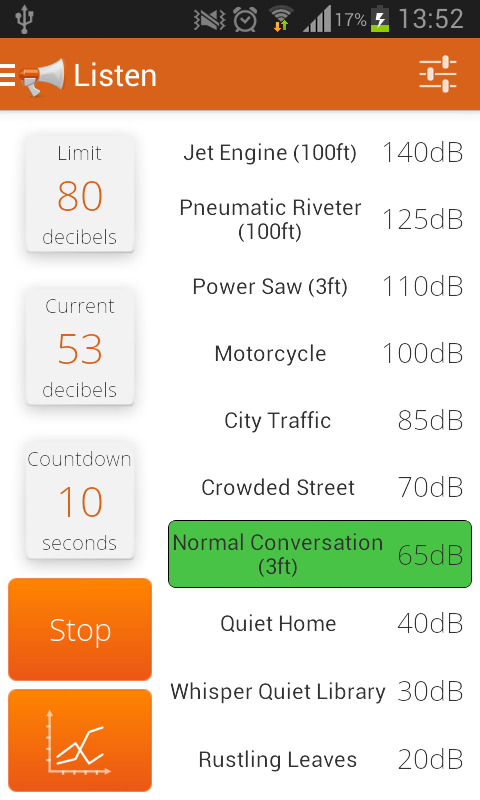 17% 13:52
Listen
Limit
80
decibels
Current
53
decibels
Countdown
10
seconds
Stop
Jet Engine (100ft) 140dB
Pneumatic Riveter
(100ft) 125dB
Power Saw (3ft) 110dB
Motorcycle 100dB
City Traffic 85dB
Crowded Street 70dB
Normal Conversation
(3ft) 65dB
Quiet Home 40dB
Whisper Quiet Library 30dB
Rustling Leaves 20dB